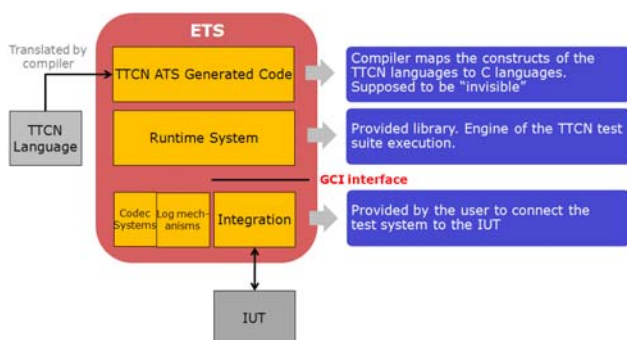 ETS
Translated by
compiler
TTCN ATS Generated Code
Compiler maps the constructs of the
TTCN languages to C languages.
Supposed to be “invisible”
TTCN
Language
Runtime System
Provided library. Engine of the TTCN test
suite execution.
GCI interface
Codec
Systems
Log mech-
anisms
Integration
Provided by the user to connect the
test system to the IUT
IUT